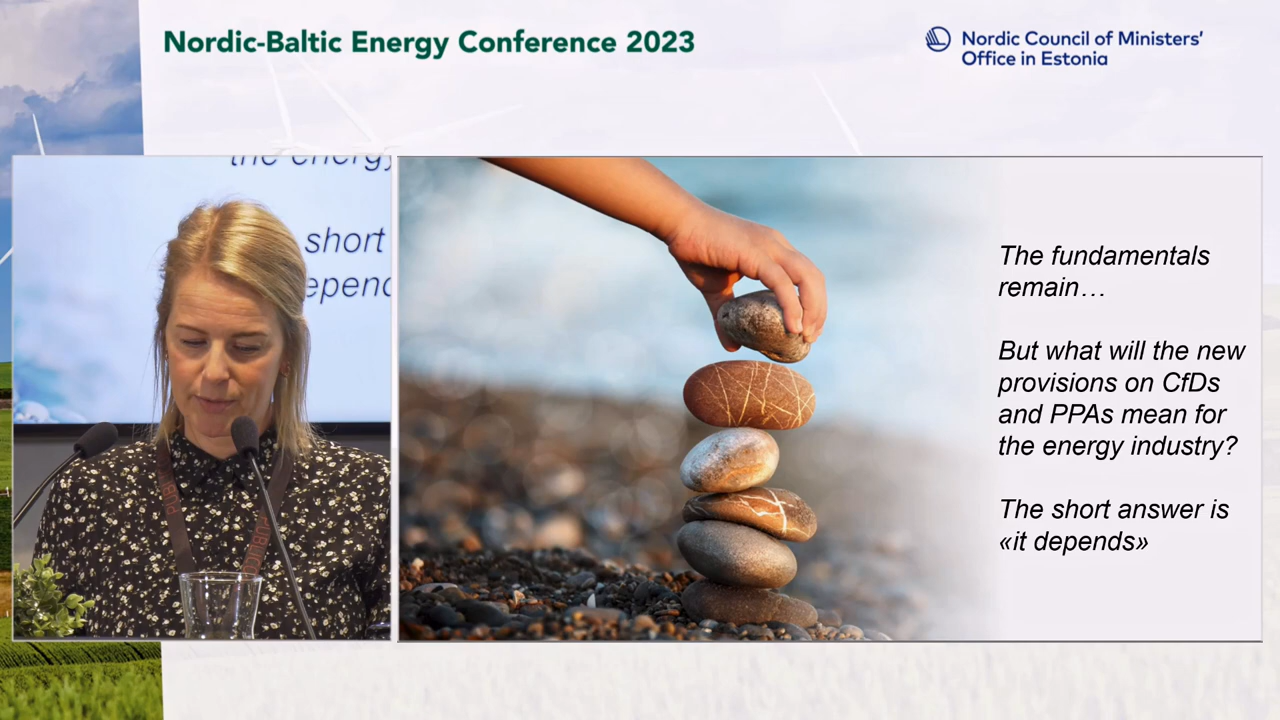 Nordic-Baltic Energy Conference 2023
Nordic Council of Ministers'
Office in Estonia
the energy
short
The fundamentals
remain…
But what will the new
provisions on CfDs
and PPAs mean for
the energy industry?
The short answer is
«it depends»